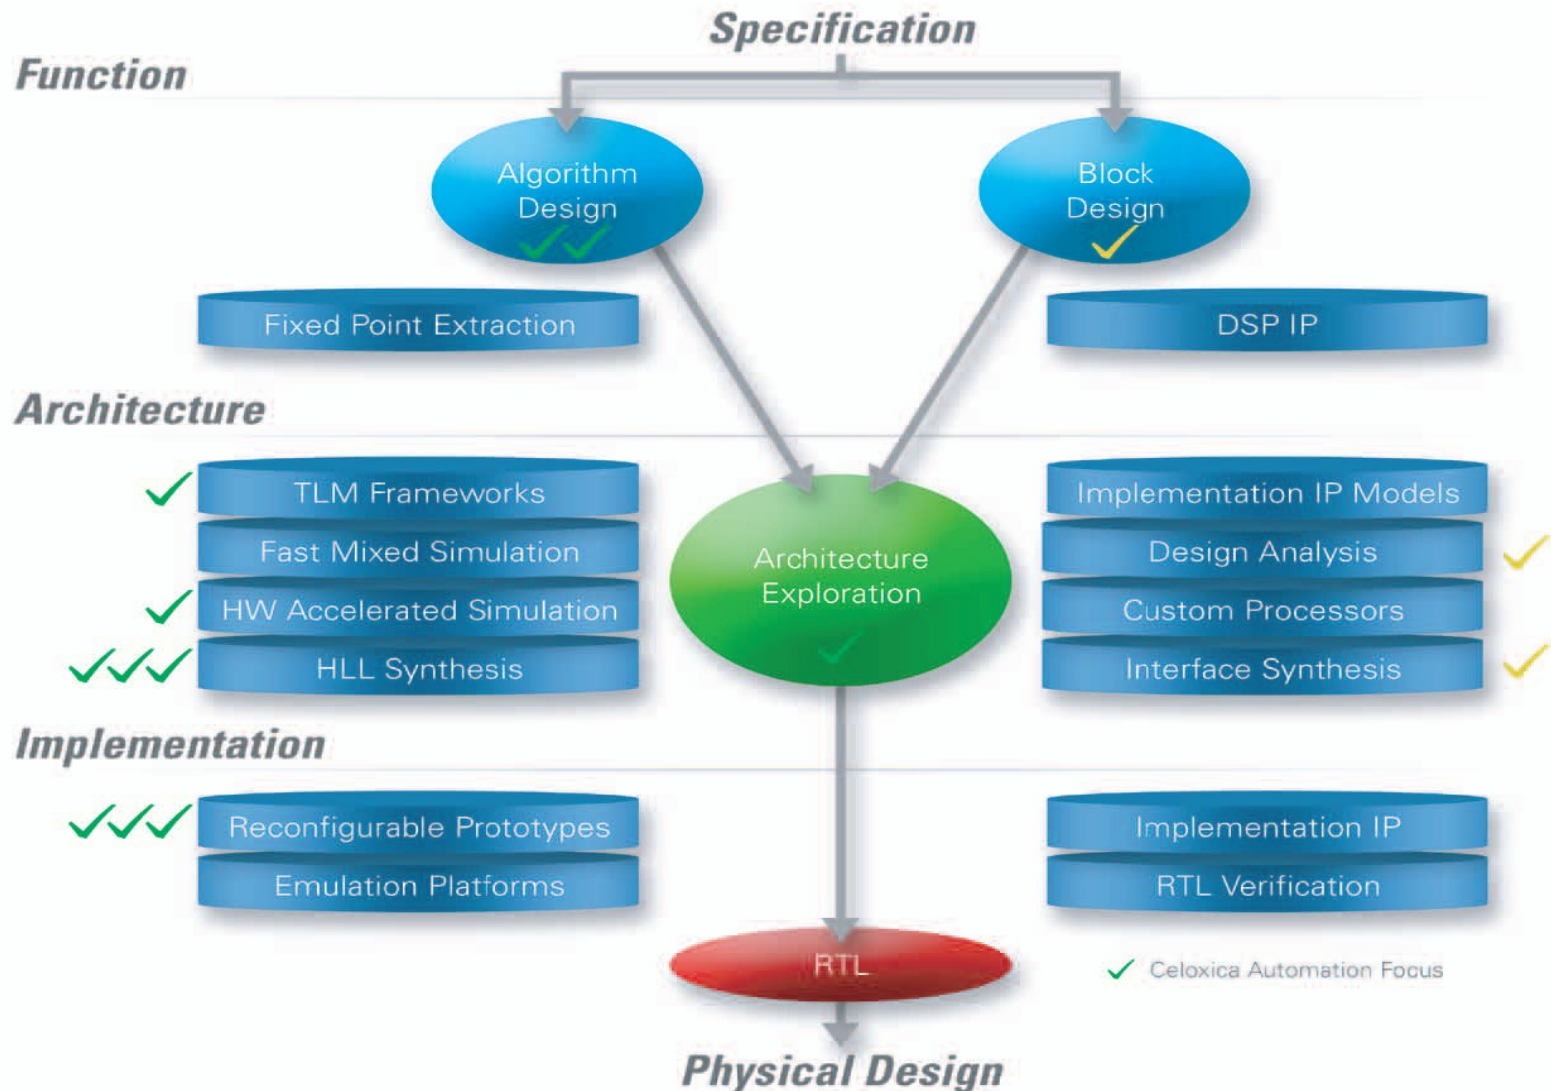 Specification
Function
Algorithm
Design
Block
Design
Fixed Point Extraction
DSP IP
Architecture
TLM Frameworks
Fast Mixed Simulation
HW Accelerated Simulation
HLL Synthesis
Architecture
Exploration
Implementation IP Models
Design Analysis
Custom Processors
Interface Synthesis
Implementation
Reconfigurable Prototypes
Emulation Platforms
Implementation IP
RTL Verification
RTL
Celoxica Automation Focus
Physical Design